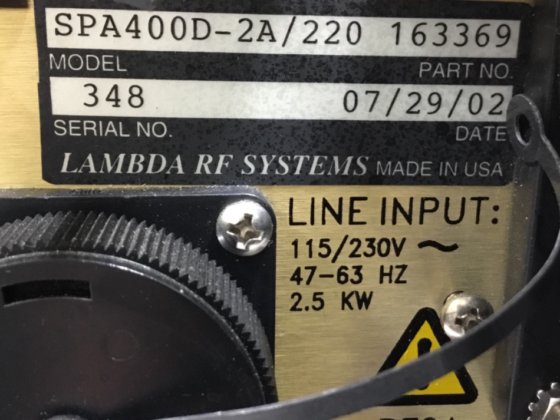 SPA400D-2A/220 163369
MODEL PART NO.
348 07/29/02
SERIAL NO. DATE
LAMBDA RF SYSTEMS MADE IN USA
LINE INPUT:
115/230V ~
47-63 HZ
2.5 KW